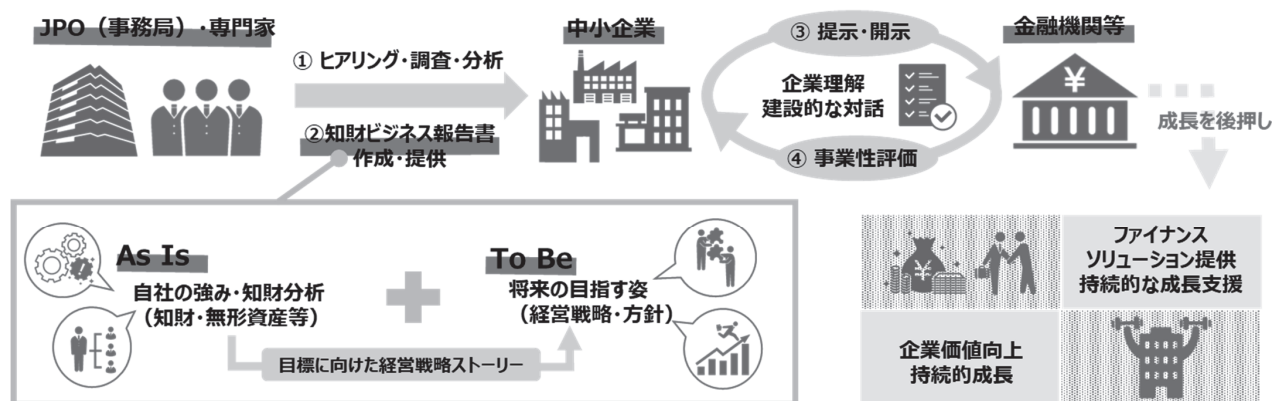 JPO（事務局）・専門家
① ヒアリング・調査・分析
②知財ビジネス報告書
作成・提供
中小企業
③ 提示・開示
企業理解
建設的な対話
④ 事業性評価
金融機関等
¥
成長を後押し
As Is
自社の強み・知財分析
（知財・無形資産等）
To Be
将来の目指す姿
（経営戦略・方針）
目標に向けた経営戦略ストーリー
¥
ファイナンス
ソリューション提供
持続的な成長支援
企業価値向上
持続的成長